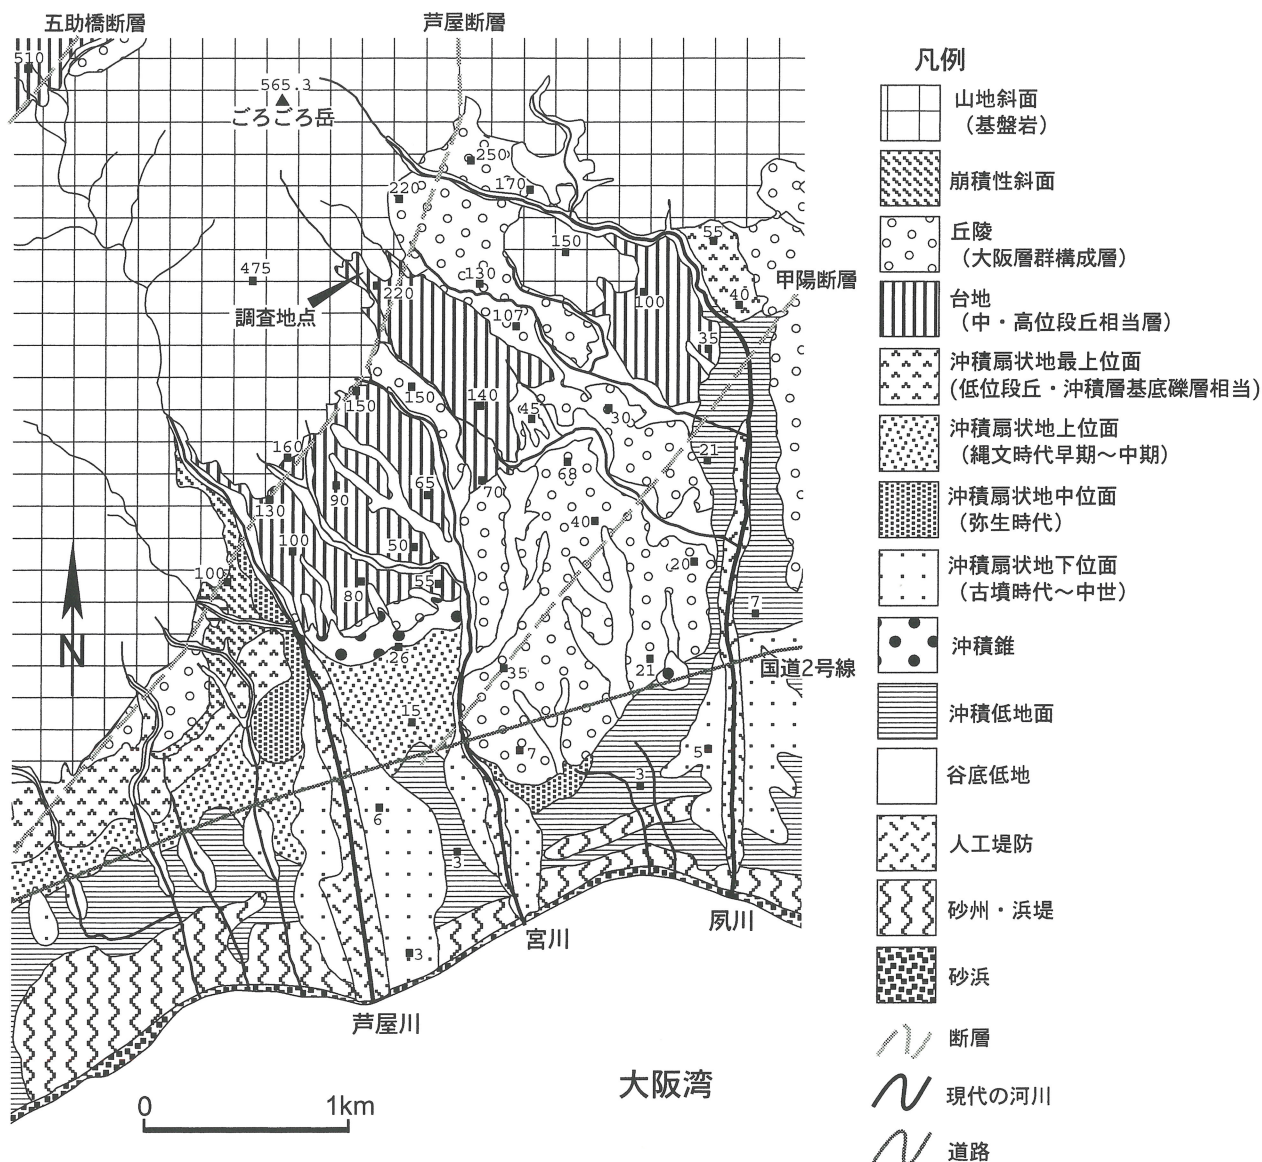 五助橋断層
芦屋断層
510
565.3
ごろごろ岳
250
220
170
150
55
475
130
甲陽断層
220
100
40
調査地点
107
35
150
140
150
45
30
160
21
65
68
90
70
130
40
100
50
20
100
55
80
7
26
21
国道2号線
35
15
7
5
3
6
3
3
夙川
宮川
芦屋川
大阪湾
N
0
1km
凡例
山地斜面
（基盤岩）
崩積性斜面
丘陵
（大阪層群構成層）
台地
（中・高位段丘相当層）
沖積扇状地最上位面
(低位段丘・沖積層基底礫層相当)
沖積扇状地上位面
（縄文時代早期～中期）
沖積扇状地中位面
（弥生時代）
沖積扇状地下位面
（古墳時代～中世）
沖積錐
沖積低地面
谷底低地
人工堤防
砂州・浜堤
砂浜
断層
現代の河川
道路